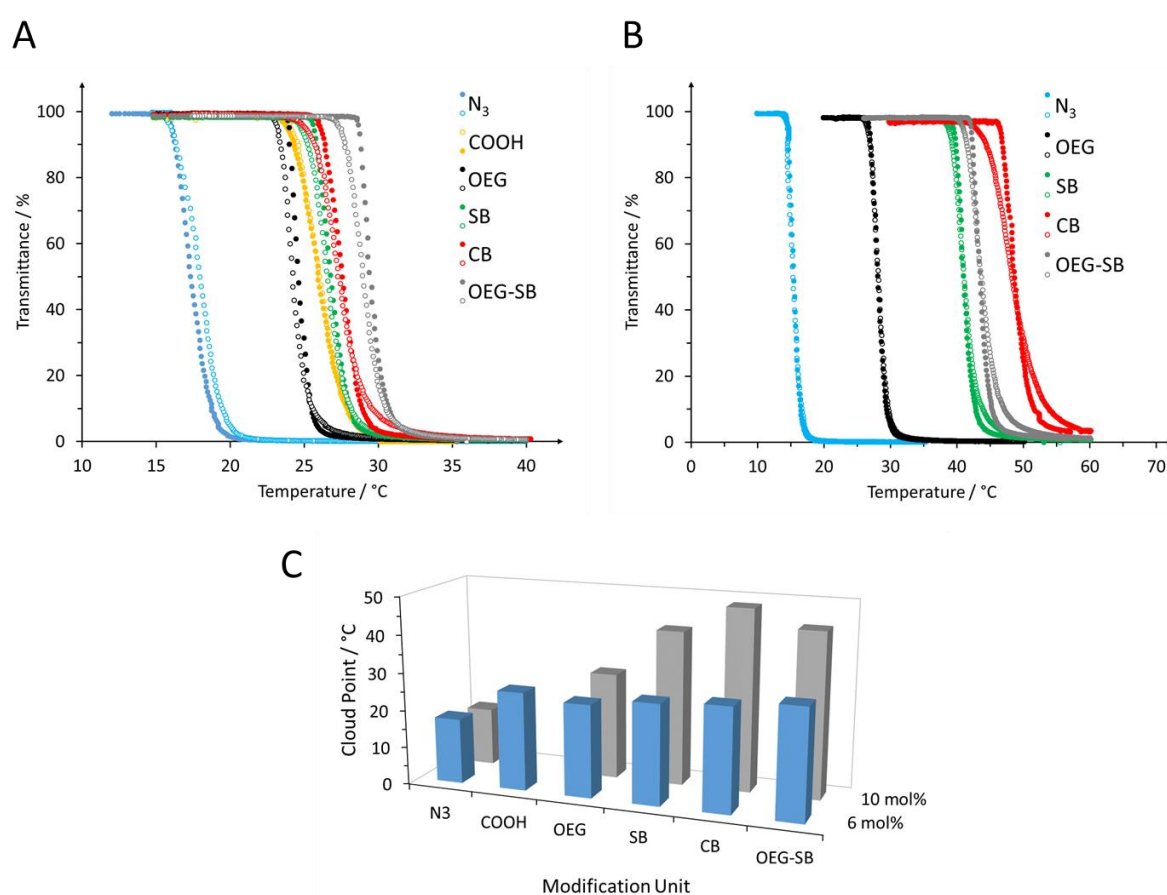 A
100
80
60
40
20
0
10
15
20
25
30
35
40
Transmittance / %
Temperature / °C
N₃
COOH
OEG
SB
CB
OEG-SB
B
100
80
60
40
20
0
0
10
20
30
40
50
60
70
Transmittance / %
Temperature / °C
N₃
OEG
SB
CB
OEG-SB
C
50
40
30
20
10
0
Cloud Point / °C
N3
COOH
OEG
SB
CB
OEG-SB
10 mol%
6 mol%
Modification Unit